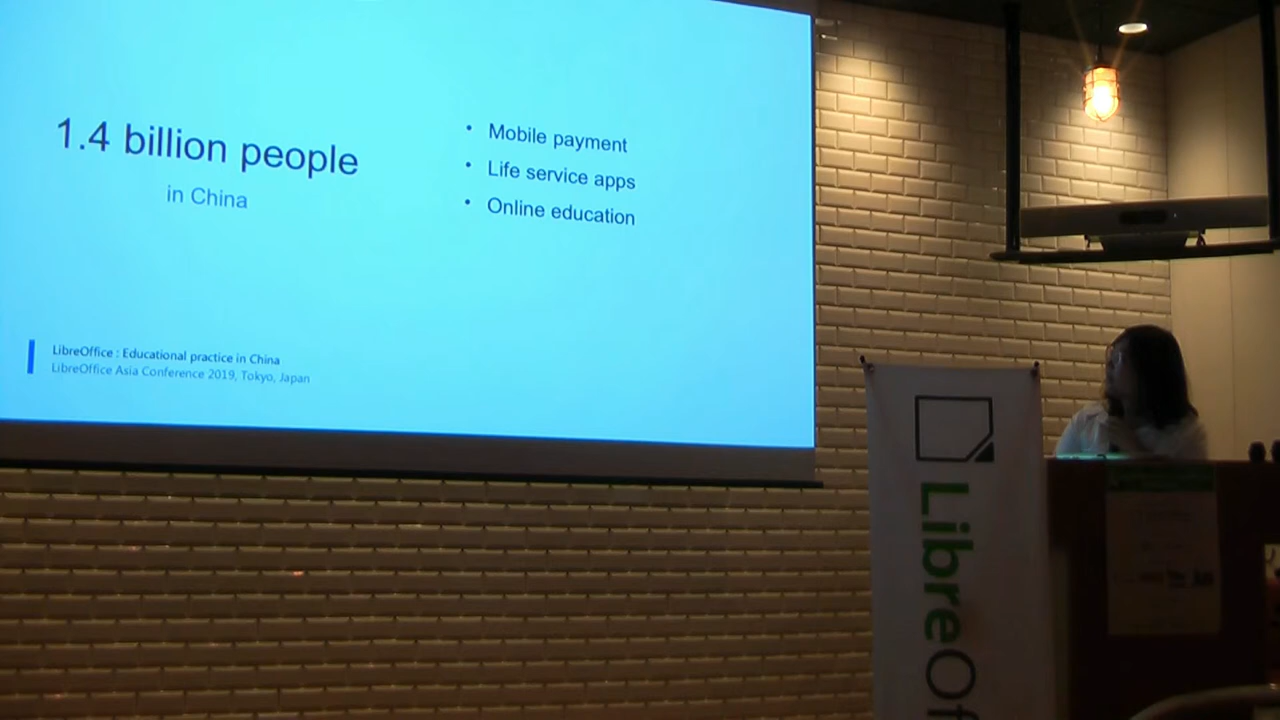 1.4 billion people
in China
• Mobile payment
• Life service apps
• Online education
LibreOffice : Educational practice in China
LibreOffice Asia Conference 2019, Tokyo, Japan
LibreOf